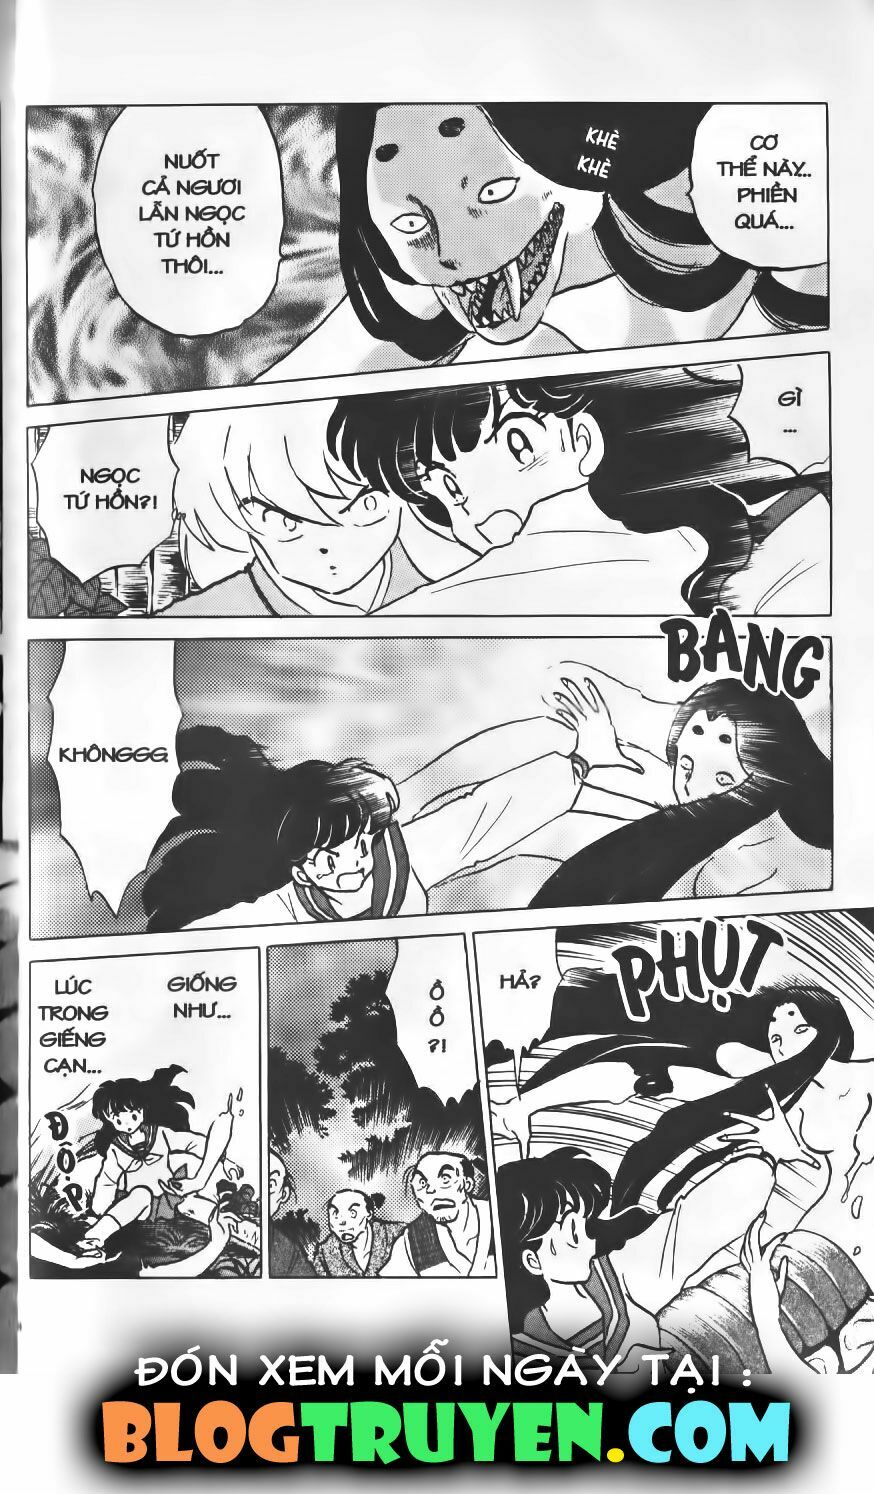 CƠ
THỂ NÀY...
PHIỀN
QUÁ...
KHÈ
KHÈ
NUỐT
CẢ NGƯƠI
LẪN NGỌC
TỨ HỒN
THÔI...
GÌ
...
NGỌC
TỨ HỒN?!
BANG
KHÔNGGG.
PHỤT
HẢ?
Ồ
Ồ
?!
GIỐNG
NHƯ...
LÚC
TRONG
GIẾNG
CẠN...
ĐỘP
ĐÓN XEM MỖI NGÀY TẠI :
BLOGTRUYEN.COM